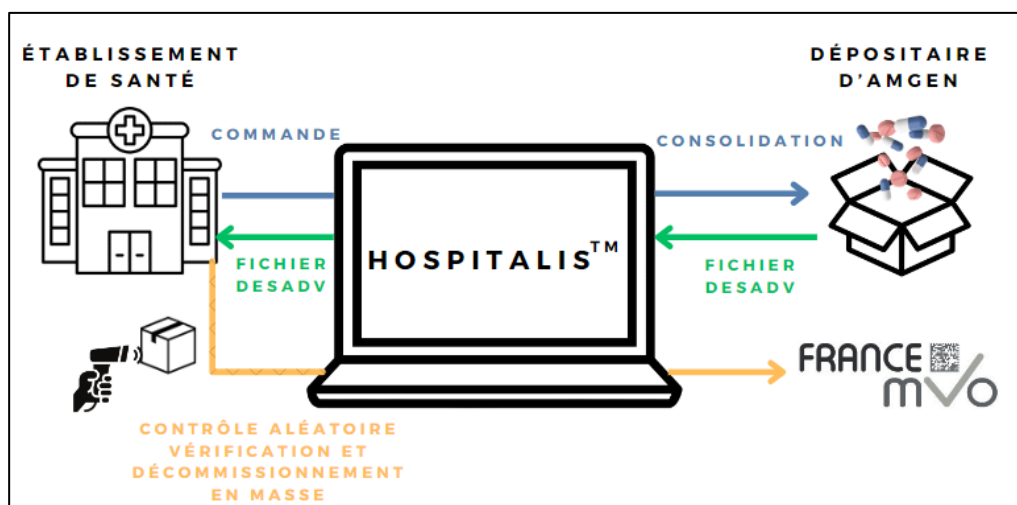 ÉTABLISSEMENT
DE SANTÉ
DÉPOSITAIRE
D'AMGEN
COMMANDE
CONSOLIDATION
HOSPITALIS™
FICHIER
DESADV
FICHIER
DESADV
FRANCE
mvo
CONTRÔLE ALÉATOIRE
VÉRIFICATION ET
DÉCOMMISSIONNEMENT
EN MASSE